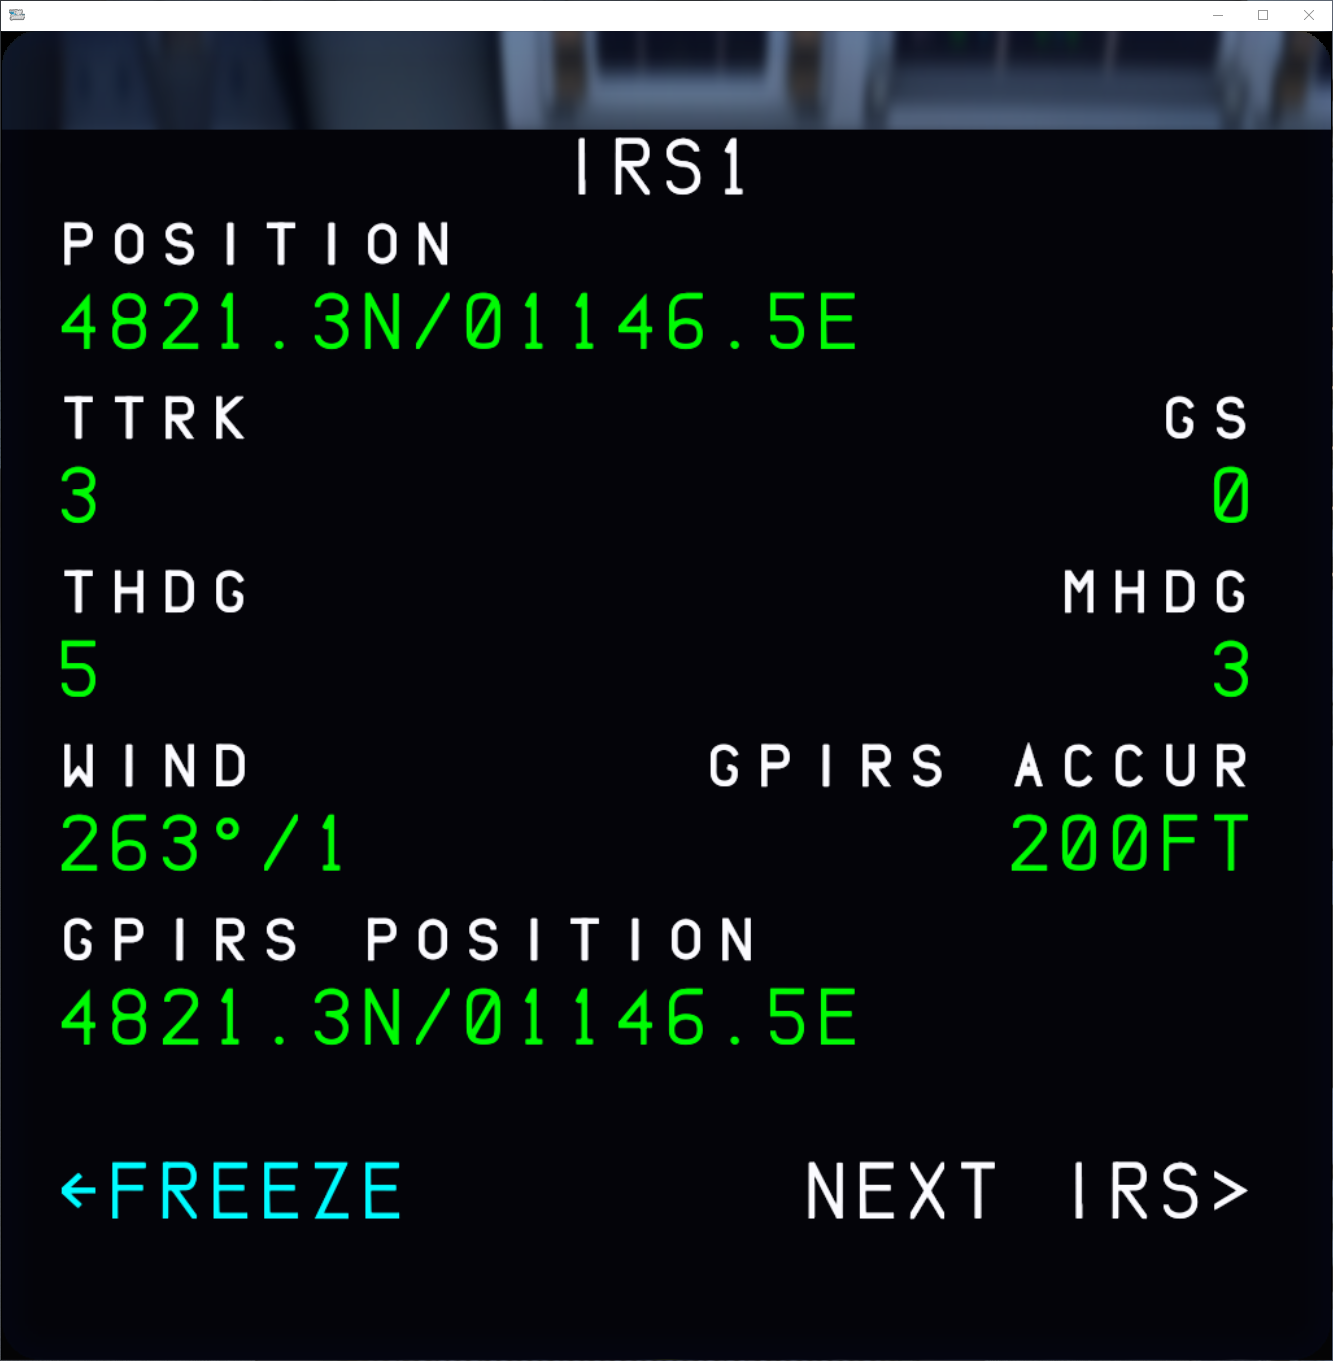 IRS1
POSITION
4821.3N/01146.5E
TTRK GS
3 0
THDG MHDG
5 3
WIND GPIRS ACCUR
263°/1 200FT
GPIRS POSITION
4821.3N/01146.5E
←FREEZE NEXT IRS>